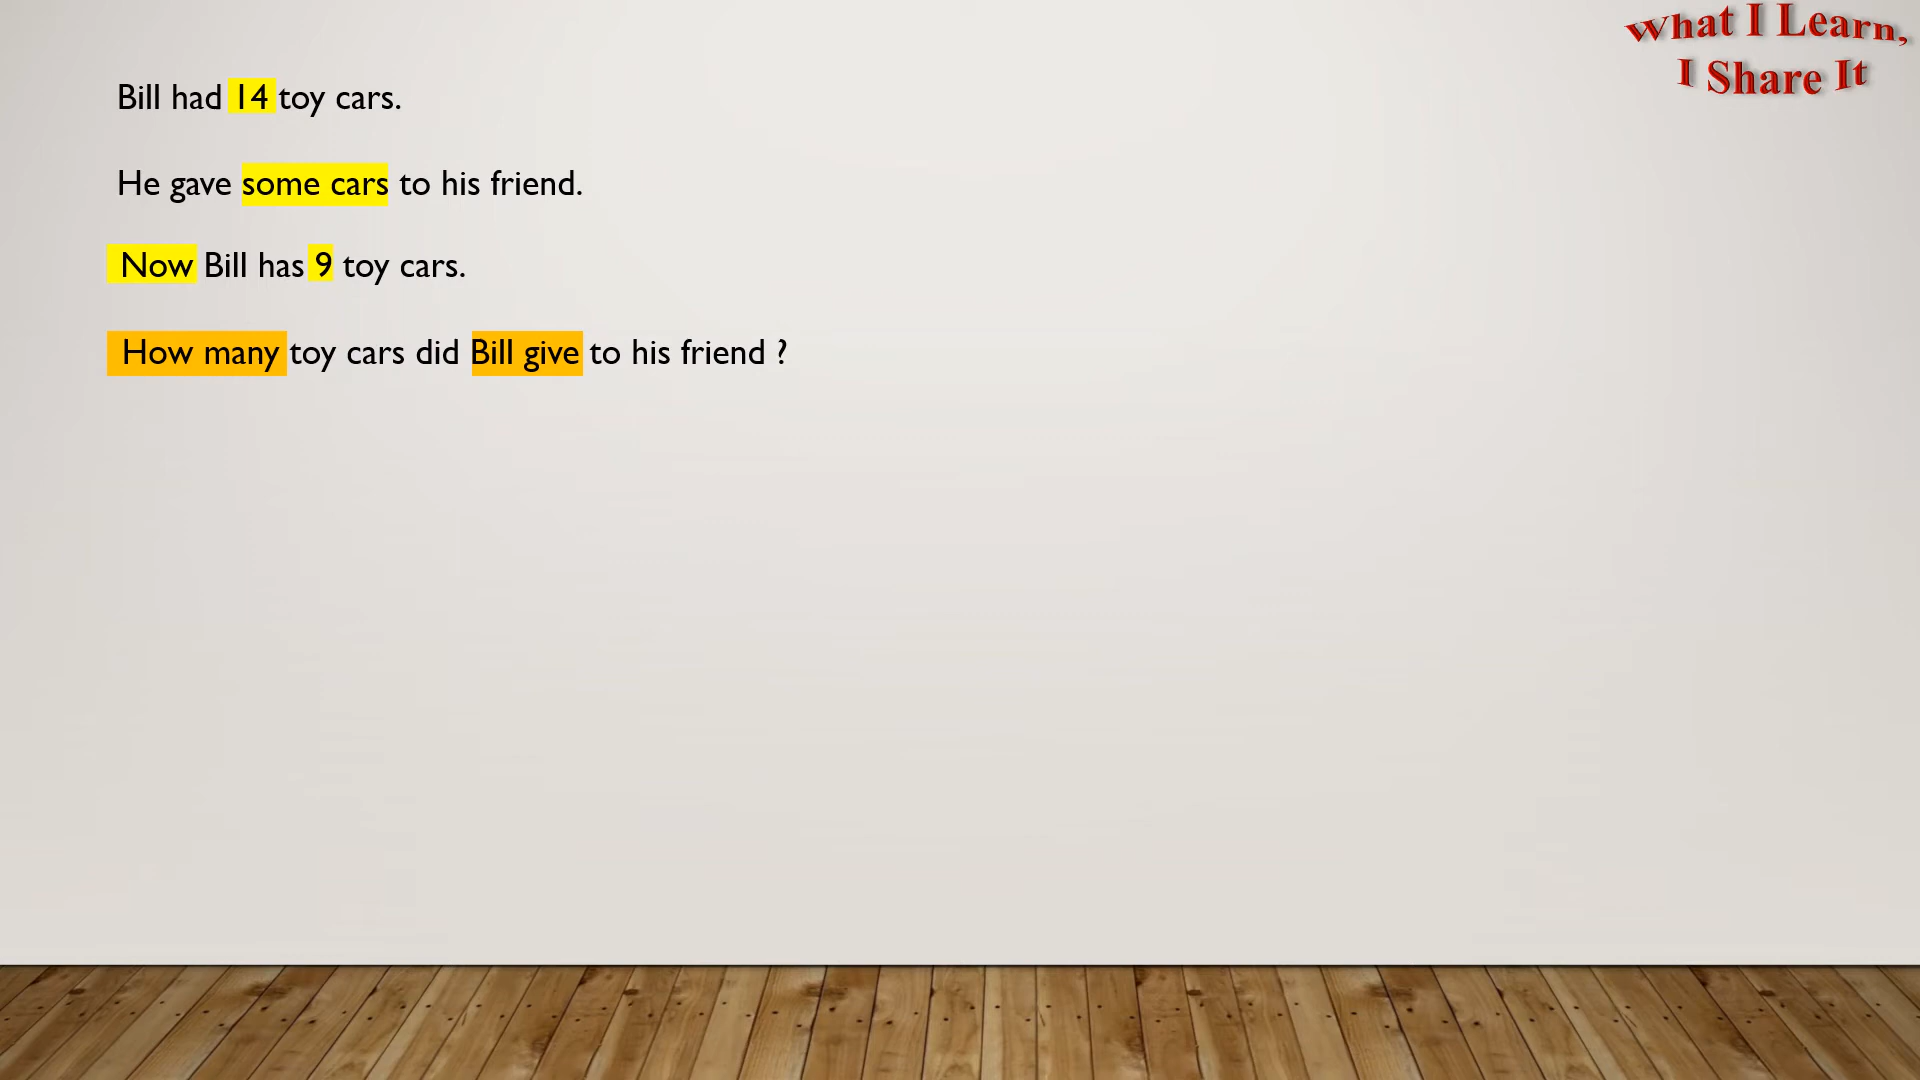 What I Learn,
I Share It
Bill had 14 toy cars.
He gave some cars to his friend.
Now Bill has 9 toy cars.
How many toy cars did Bill give to his friend ?